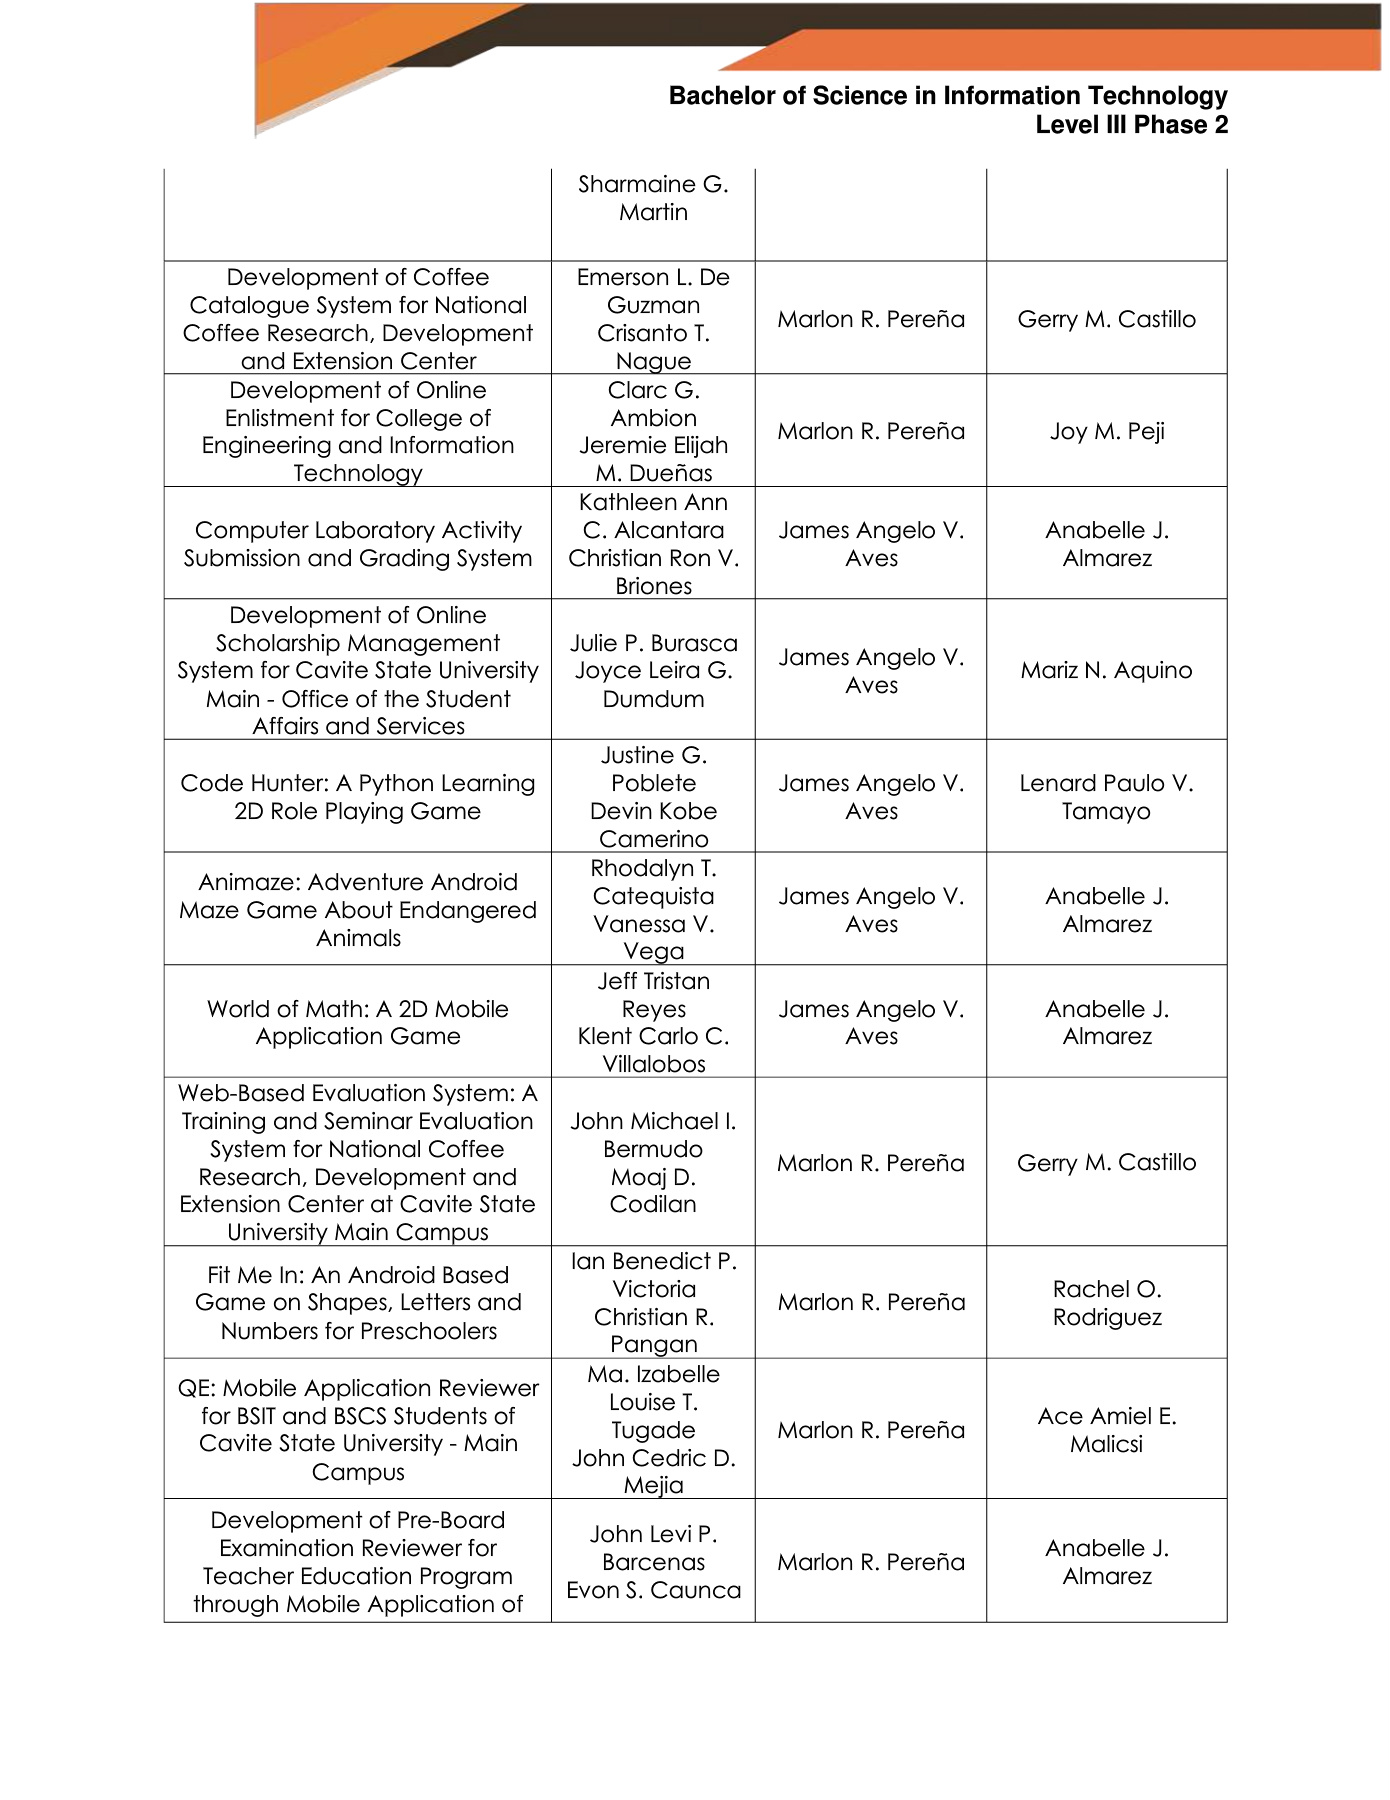 Bachelor of Science in Information Technology
Level III Phase 2
Sharmaine G.
Martin
Development of Coffee
Catalogue System for National
Coffee Research, Development
and Extension Center
Emerson L. De
Guzman
Crisanto T.
Nague
Marlon R. Pereña
Gerry M. Castillo
Development of Online
Enlistment for College of
Engineering and Information
Technology
Clarc G.
Ambion
Jeremie Elijah
M. Dueñas
Marlon R. Pereña
Joy M. Peji
Computer Laboratory Activity
Submission and Grading System
Kathleen Ann
C. Alcantara
Christian Ron V.
Briones
James Angelo V.
Aves
Anabelle J.
Almarez
Development of Online
Scholarship Management
System for Cavite State University
Main - Office of the Student
Affairs and Services
Julie P. Burasca
Joyce Leira G.
Dumdum
James Angelo V.
Aves
Mariz N. Aquino
Code Hunter: A Python Learning
2D Role Playing Game
Justine G.
Poblete
Devin Kobe
Camerino
James Angelo V.
Aves
Lenard Paulo V.
Tamayo
Animaze: Adventure Android
Maze Game About Endangered
Animals
Rhodalyn T.
Catequista
Vanessa V.
Vega
James Angelo V.
Aves
Anabelle J.
Almarez
World of Math: A 2D Mobile
Application Game
Jeff Tristan
Reyes
Klent Carlo C.
Villalobos
James Angelo V.
Aves
Anabelle J.
Almarez
Web-Based Evaluation System: A
Training and Seminar Evaluation
System for National Coffee
Research, Development and
Extension Center at Cavite State
University Main Campus
John Michael I.
Bermudo
Moaj D.
Codilan
Marlon R. Pereña
Gerry M. Castillo
Fit Me In: An Android Based
Game on Shapes, Letters and
Numbers for Preschoolers
Ian Benedict P.
Victoria
Christian R.
Pangan
Marlon R. Pereña
Rachel O.
Rodriguez
QE: Mobile Application Reviewer
for BSIT and BSCS Students of
Cavite State University - Main
Campus
Ma. Izabelle
Louise T.
Tugade
John Cedric D.
Mejia
Marlon R. Pereña
Ace Amiel E.
Malicsi
Development of Pre-Board
Examination Reviewer for
Teacher Education Program
through Mobile Application of
John Levi P.
Barcenas
Evon S. Caunca
Marlon R. Pereña
Anabelle J.
Almarez